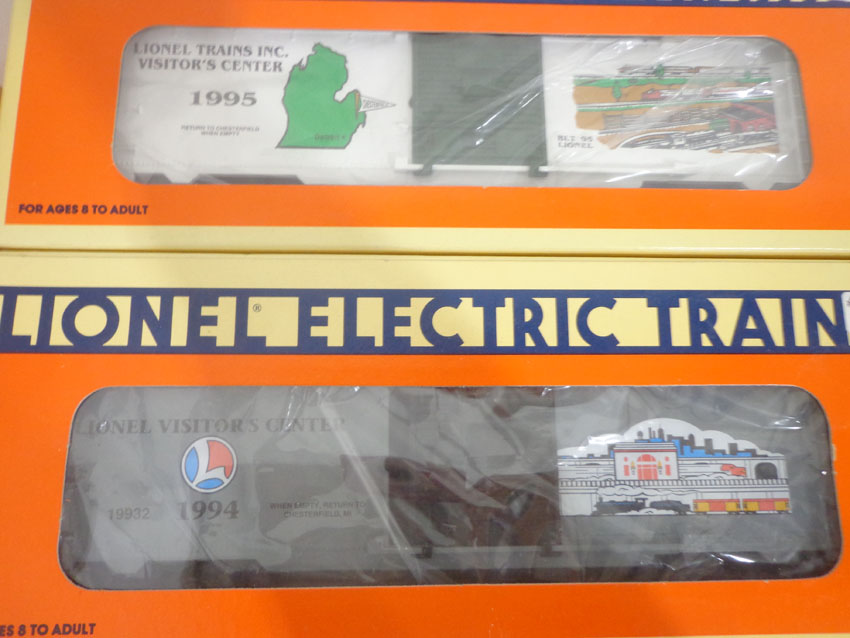 LIONEL TRAINS INC.
VISITOR'S CENTER
1995
RETURN TO CHESTERFIELD
WHEN EMPTY
CHESTERFIELD
BLT 95
LIONEL
FOR AGES 8 TO ADULT
LIONEL® ELECTRIC TRAIN
LIONEL VISITOR'S CENTER
L
19932 1994
WHEN EMPTY, RETURN TO
CHESTERFIELD, MI
ES 8 TO ADULT